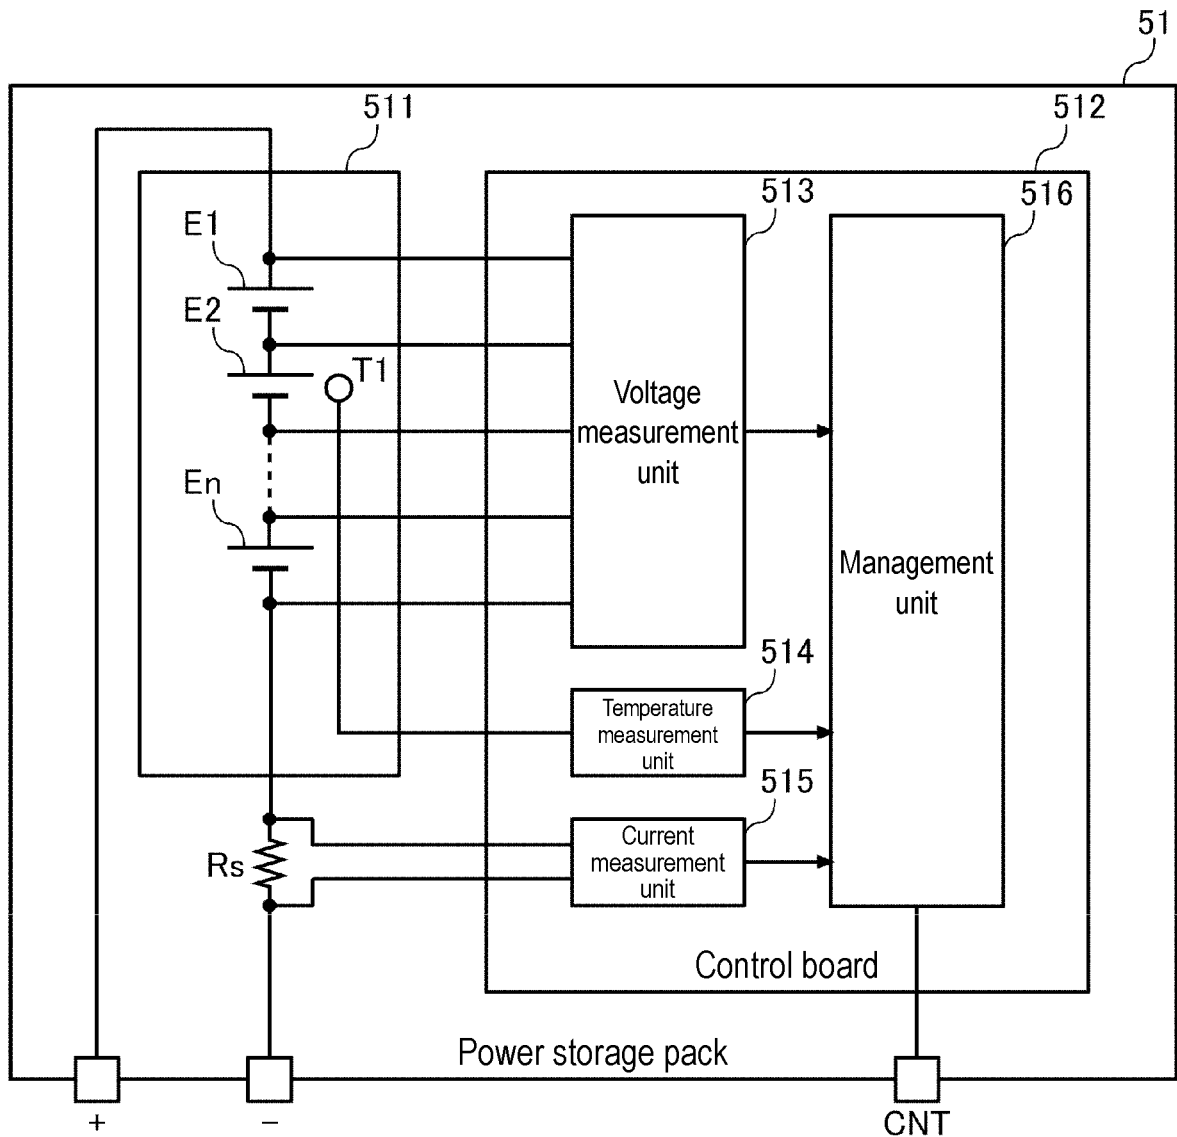 51
511
512
513
516
E1
E2
T1
Voltage
measurement
unit
En
Management
unit
514
Temperature
measurement
unit
515
Current
measurement
unit
Rs
Control board
Power storage pack
+
−
CNT